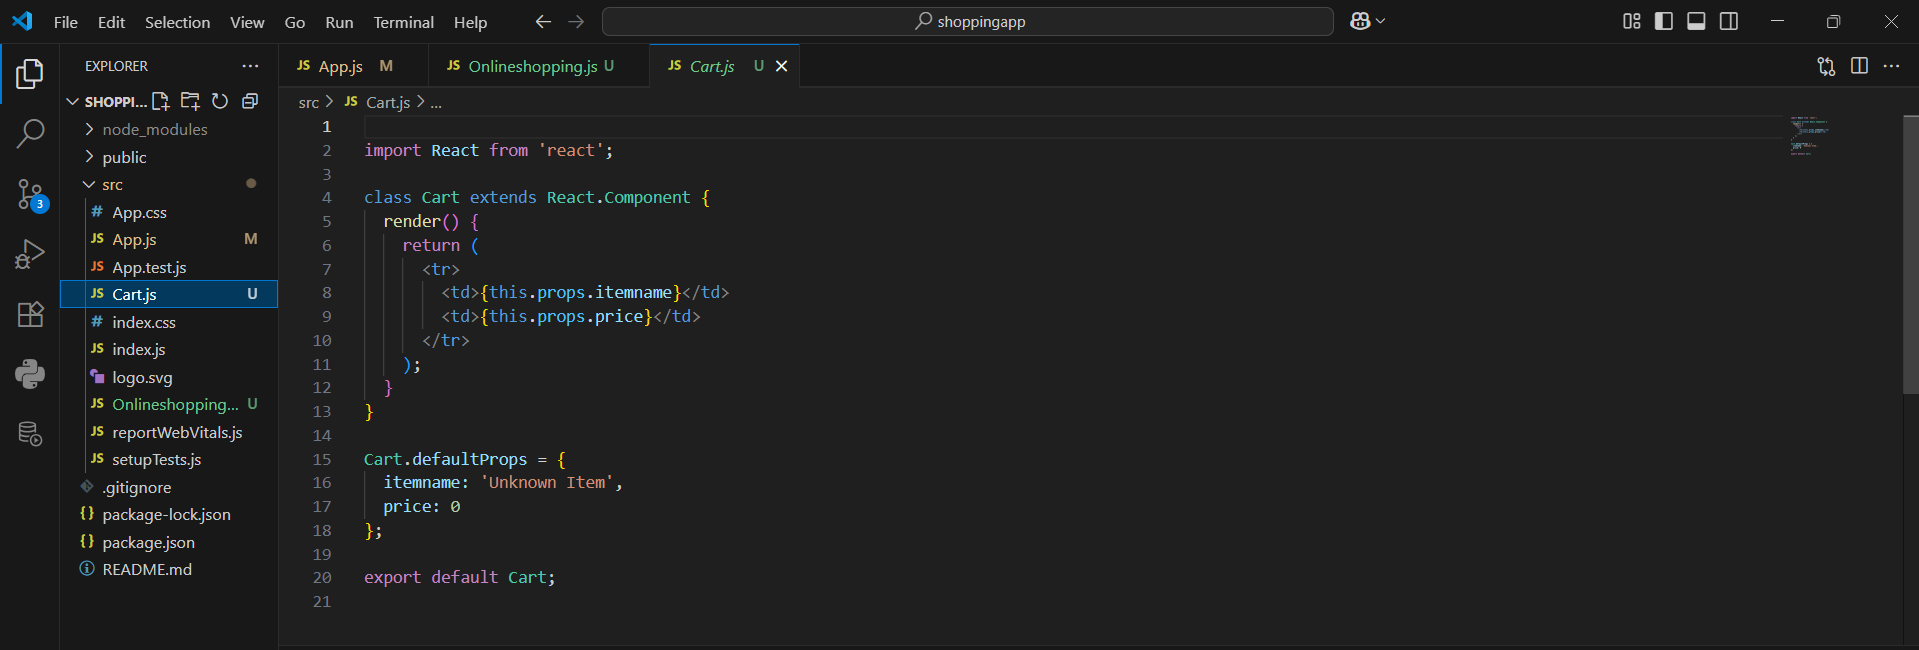 File Edit Selection View Go Run Terminal Help
shoppingapp
EXPLORER
SHOPPI...
node_modules
public
src
# App.css
JS App.js M
JS App.test.js
JS Cart.js U
# index.css
JS index.js
logo.svg
JS Onlineshopping... U
JS reportWebVitals.js
JS setupTests.js
.gitignore
{} package-lock.json
{} package.json
README.md
3
JS App.js M JS Onlineshopping.js U JS Cart.js U
src > JS Cart.js > ...
1
2 import React from 'react';
3
4 class Cart extends React.Component {
5 render() {
6 return (
7 <tr>
8 <td>{this.props.itemname}</td>
9 <td>{this.props.price}</td>
10 </tr>
11 );
12 }
13 }
14
15 Cart.defaultProps = {
16 itemname: 'Unknown Item',
17 price: 0
18 };
19
20 export default Cart;
21